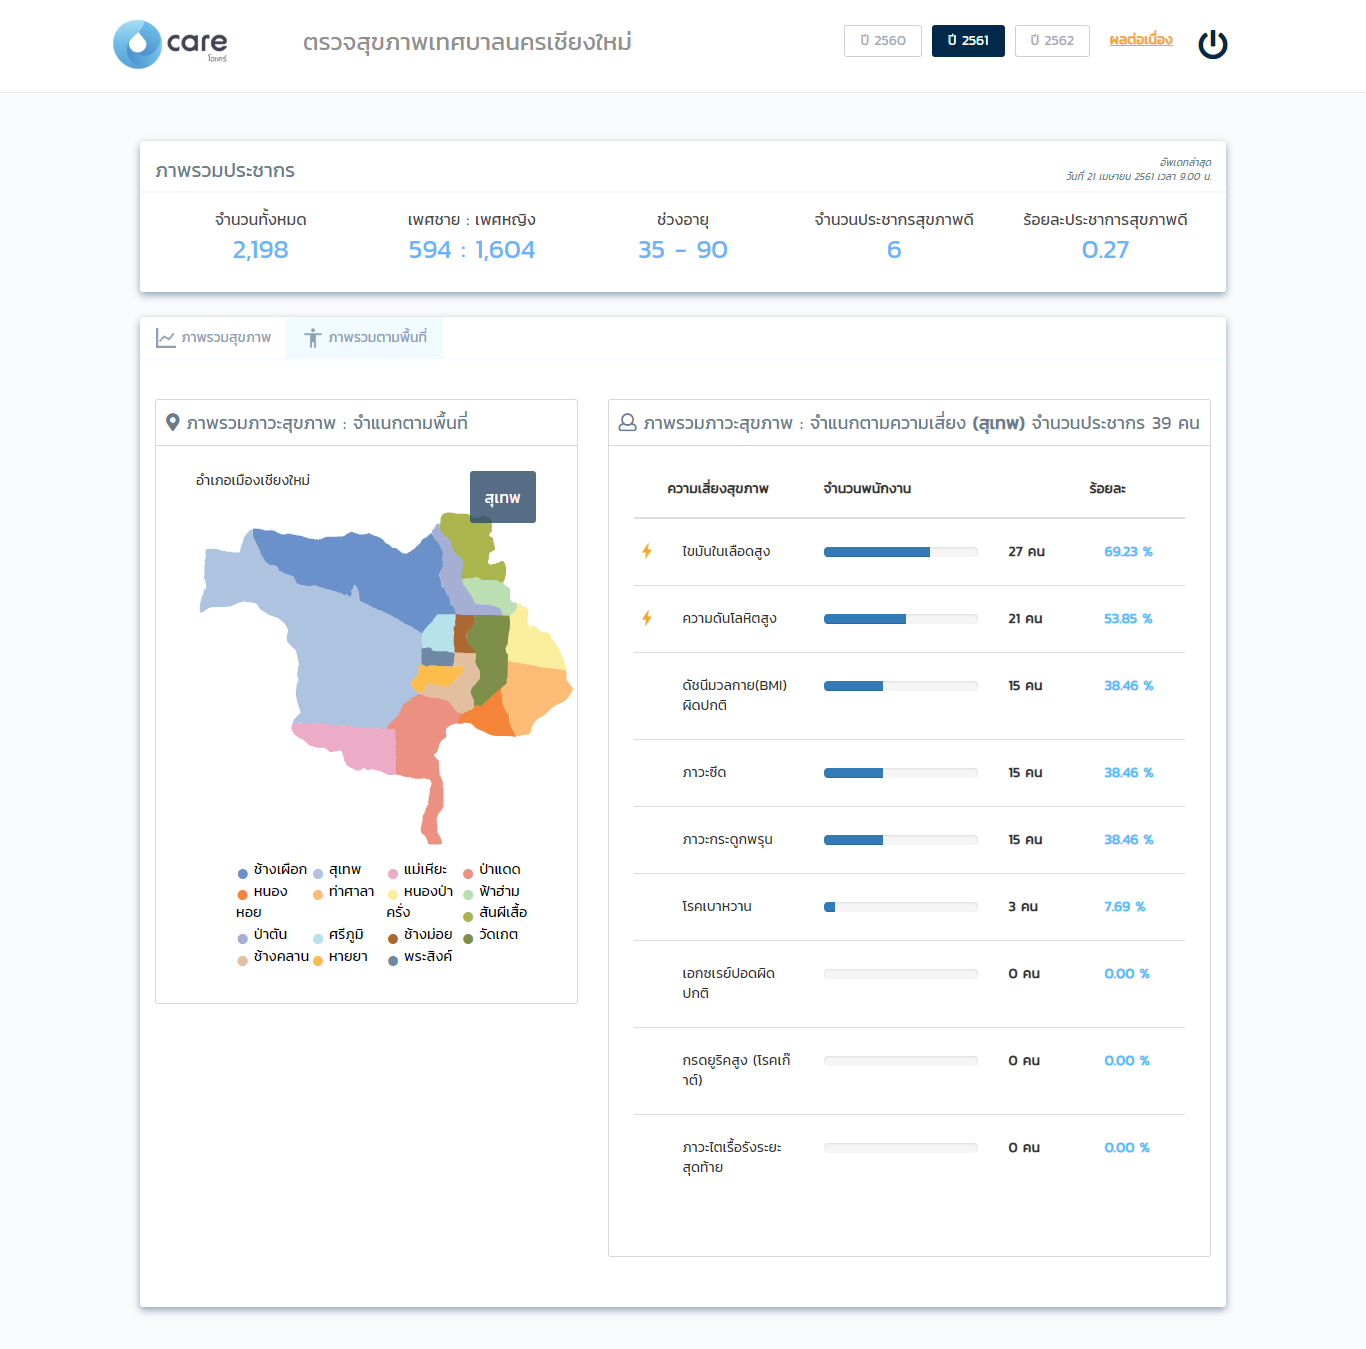 care
โอแคร์
ตรวจสุขภาพเทศบาลนครเชียงใหม่
ปี 2560
ปี 2561
ปี 2562
ผลต่อเนื่อง
ภาพรวมประชากร
อัพเดทล่าสุด
วันที่ 21 เมษายน 2561 เวลา 9.00 น.
จำนวนทั้งหมด
2,198
เพศชาย : เพศหญิง
594 : 1,604
ช่วงอายุ
35 - 90
จำนวนประชากรสุขภาพดี
6
ร้อยละประชาการสุขภาพดี
0.27
ภาพรวมสุขภาพ
ภาพรวมตามพื้นที่
ภาพรวมภาวะสุขภาพ : จำแนกตามพื้นที่
อำเภอเมืองเชียงใหม่
สุเทพ
ช้างเผือก
สุเทพ
แม่เหียะ
ป่าแดด
หนอง
หอย
ท่าศาลา
หนองป่า
ครั่ง
ฟ้าฮ่าม
สันผีเสื้อ
ป่าตัน
ศรีภูมิ
ช้างม่อย
วัดเกต
ช้างคลาน
หายยา
พระสิงค์
ภาพรวมภาวะสุขภาพ : จำแนกตามความเสี่ยง (สุเทพ) จำนวนประชากร 39 คน
ความเสี่ยงสุขภาพ
จำนวนพนักงาน
ร้อยละ
ไขมันในเลือดสูง
27 คน
69.23 %
ความดันโลหิตสูง
21 คน
53.85 %
ดัชนีมวลกาย(BMI)
ผิดปกติ
15 คน
38.46 %
ภาวะซีด
15 คน
38.46 %
ภาวะกระดูกพรุน
15 คน
38.46 %
โรคเบาหวาน
3 คน
7.69 %
เอกซเรย์ปอดผิด
ปกติ
0 คน
0.00 %
กรดยูริคสูง (โรคเก๊
าต์)
0 คน
0.00 %
ภาวะไตเรื้อรังระยะ
สุดท้าย
0 คน
0.00 %